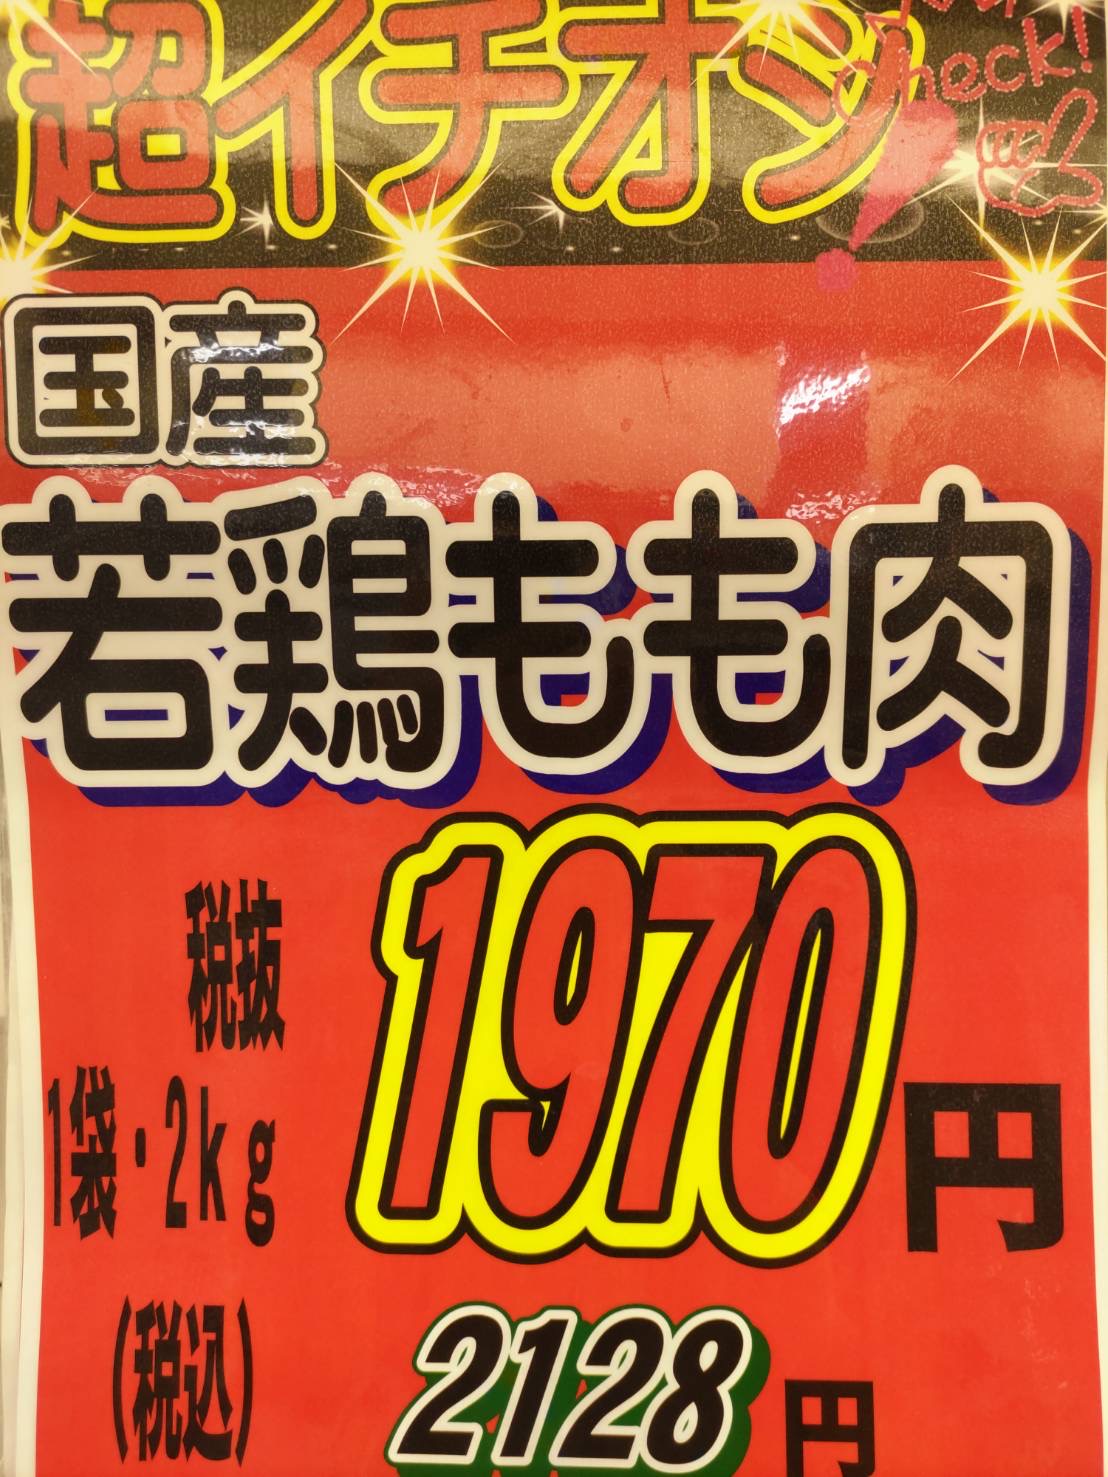 超イチオシ
check!
国産
若鶏もも肉
税抜
1袋・2kg
1970円
(税込)
2128円